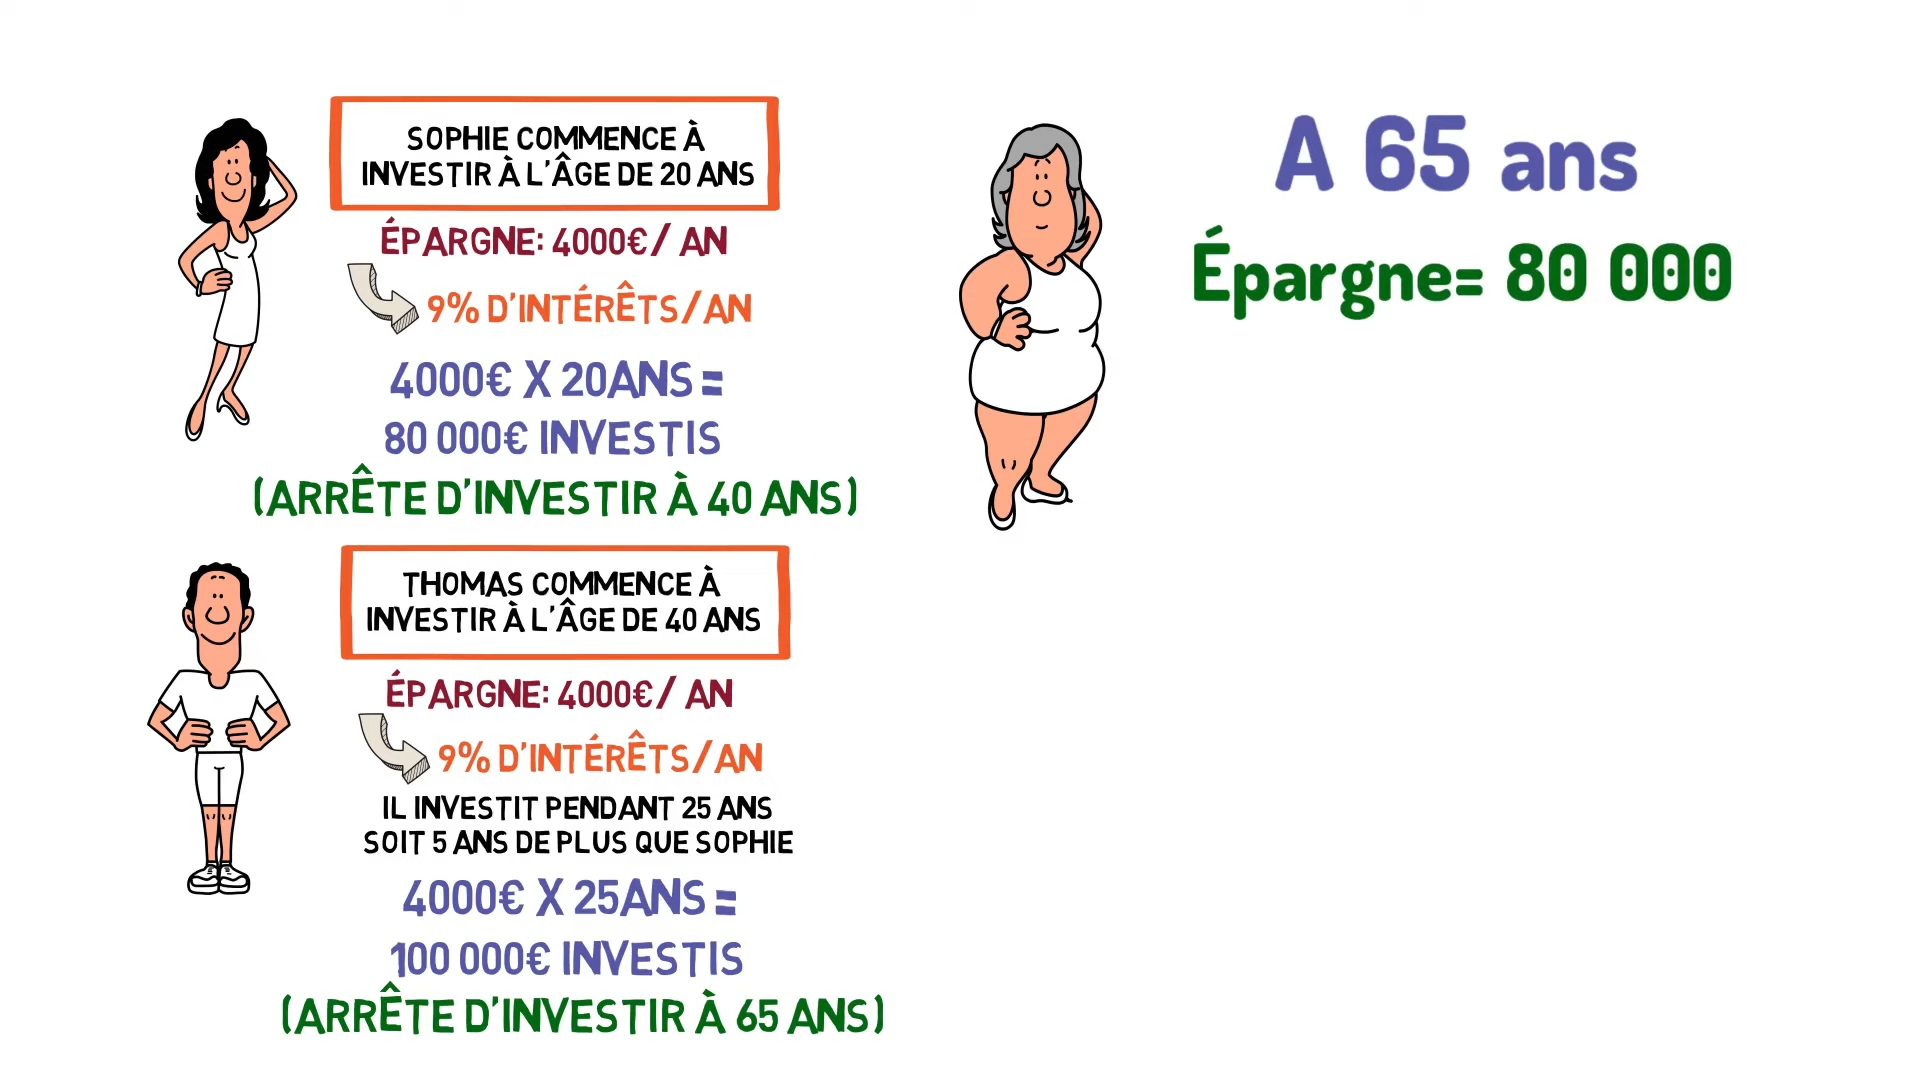 SOPHIE COMMENCE À
INVESTIR À L'ÂGE DE 20 ANS
ÉPARGNE: 4000€/ AN
9% D'INTÉRÊTS/AN
4000€ X 20ANS =
80 000€ INVESTIS
(ARRÊTE D'INVESTIR À 40 ANS)
THOMAS COMMENCE À
INVESTIR À L'ÂGE DE 40 ANS
ÉPARGNE: 4000€/ AN
9% D'INTÉRÊTS/AN
IL INVESTIT PENDANT 25 ANS
SOIT 5 ANS DE PLUS QUE SOPHIE
4000€ X 25ANS =
100 000€ INVESTIS
(ARRÊTE D'INVESTIR À 65 ANS)
A 65 ans
Épargne= 80 000